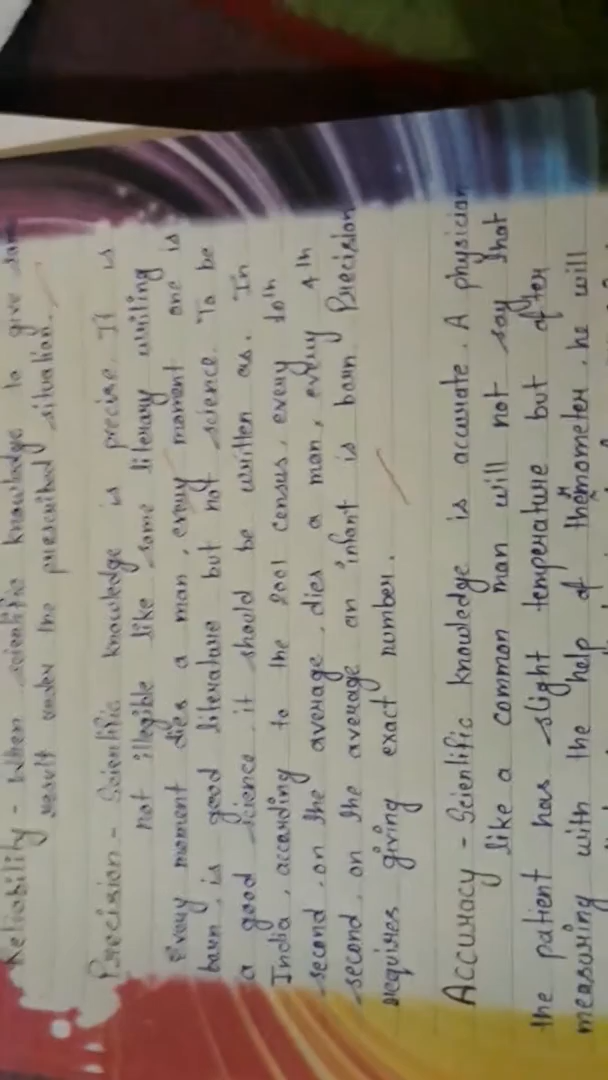 Reliability - When scientific knowledge to give same
result under the prescribed situation.
Precision - Scientific knowledge is precise. It is
not illegible like some literary writing
Every moment dies a man, every moment one is
born, is good literature but not science. To be
a good science it should be written as. In
India, according to the 2001 census, every 10th
second, on the average, dies a man, every 4th
second, on the average an infant is born Precision
requires giving exact number.
Accuracy - Scientific knowledge is accurate. A physician
like a common man will not say that
the patient has slight temperature but after
measuring with the help of themometer, he will